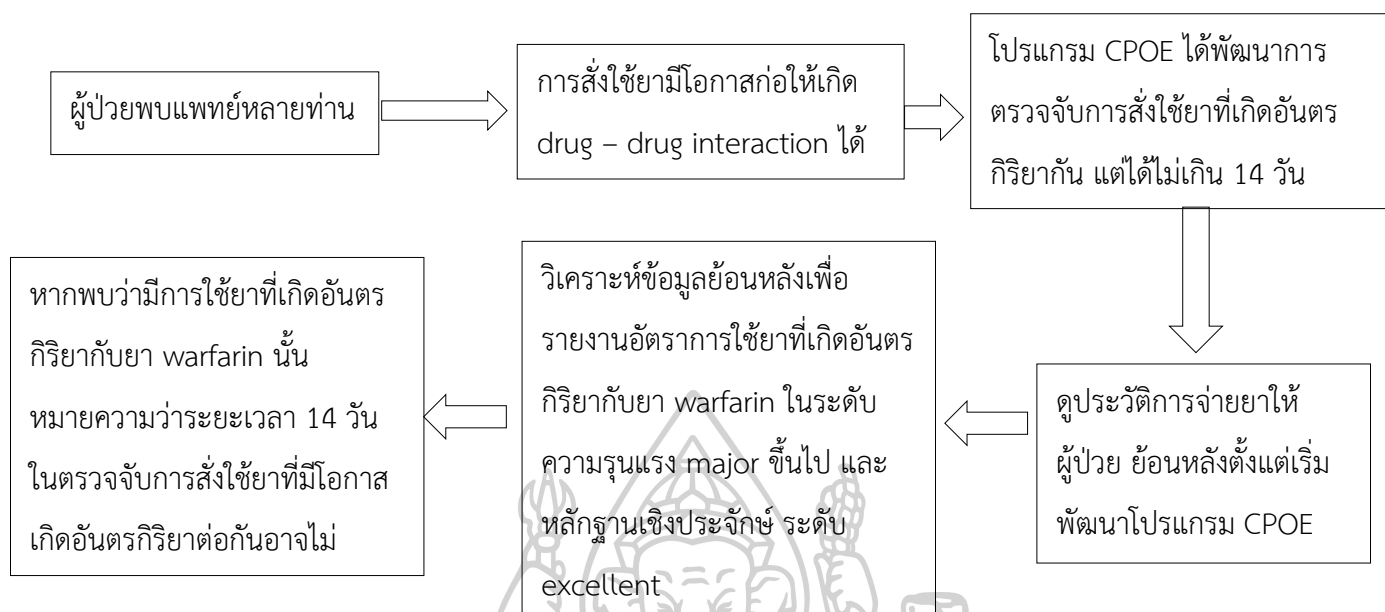 ผู้ป่วยพบแพทย์หลายท่าน
การสั่งใช้ยามีโอกาสก่อให้เกิด
drug – drug interaction ได้
โปรแกรม CPOE ได้พัฒนาการ
ตรวจจับการสั่งใช้ยาที่เกิดอันตร
กิริยากัน แต่ได้ไม่เกิน 14 วัน
ดูประวัติการจ่ายยาให้
ผู้ป่วย ย้อนหลังตั้งแต่เริ่ม
พัฒนาโปรแกรม CPOE
วิเคราะห์ข้อมูลย้อนหลังเพื่อ
รายงานอัตราการใช้ยาที่เกิดอันตร
กิริยากับยา warfarin ในระดับ
ความรุนแรง major ขึ้นไป และ
หลักฐานเชิงประจักษ์ ระดับ
excellent
หากพบว่ามีการใช้ยาที่เกิดอันตร
กิริยากับยา warfarin นั้น
หมายความว่าระยะเวลา 14 วัน
ในตรวจจับการสั่งใช้ยาที่มีโอกาส
เกิดอันตรกิริยาต่อกันอาจไม่